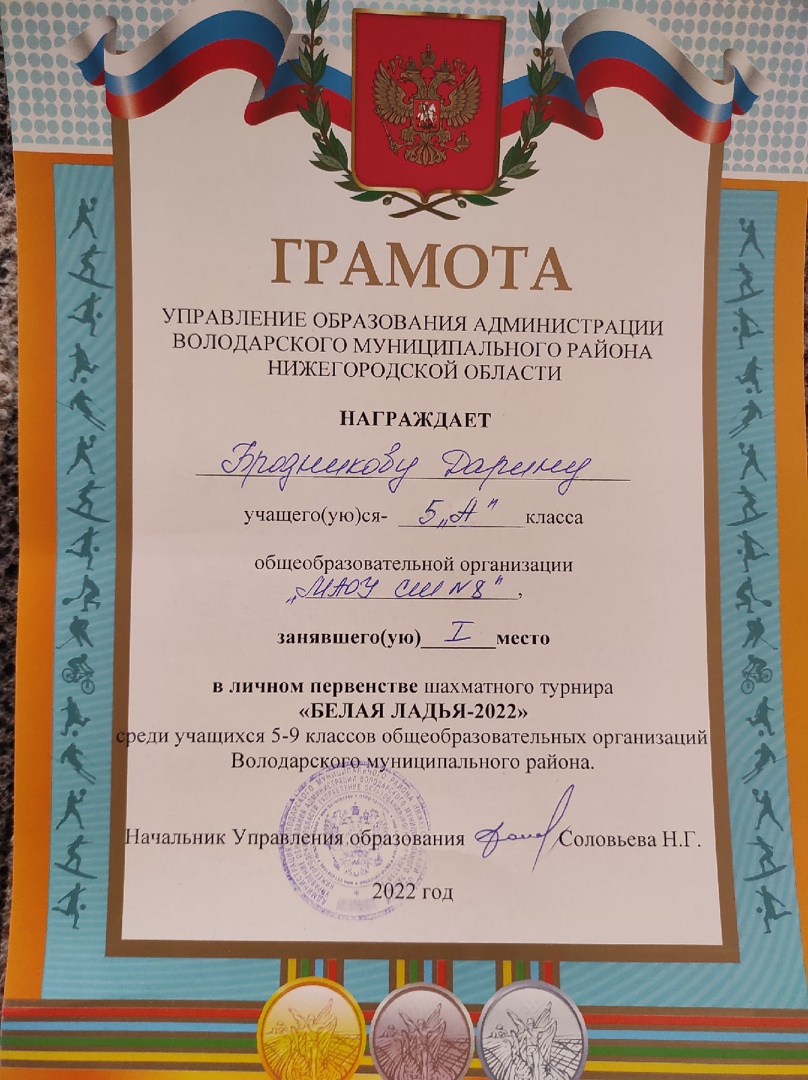 ГРАМОТА
УПРАВЛЕНИЕ ОБРАЗОВАНИЯ АДМИНИСТРАЦИИ
ВОЛОДАРСКОГО МУНИЦИПАЛЬНОГО РАЙОНА
НИЖЕГОРОДСКОЙ ОБЛАСТИ
НАГРАЖДАЕТ
Бродникову Дарину
учащего(ую)ся- 5 „А" класса
общеобразовательной организации
„МАОУ СШ №8",
занявшего(ую) I место
в личном первенстве шахматного турнира
«БЕЛАЯ ЛАДЬЯ-2022»
среди учащихся 5-9 классов общеобразовательных организаций
Володарского муниципального района.
Начальник Управления образования Соловьева Н.Г.
2022 год